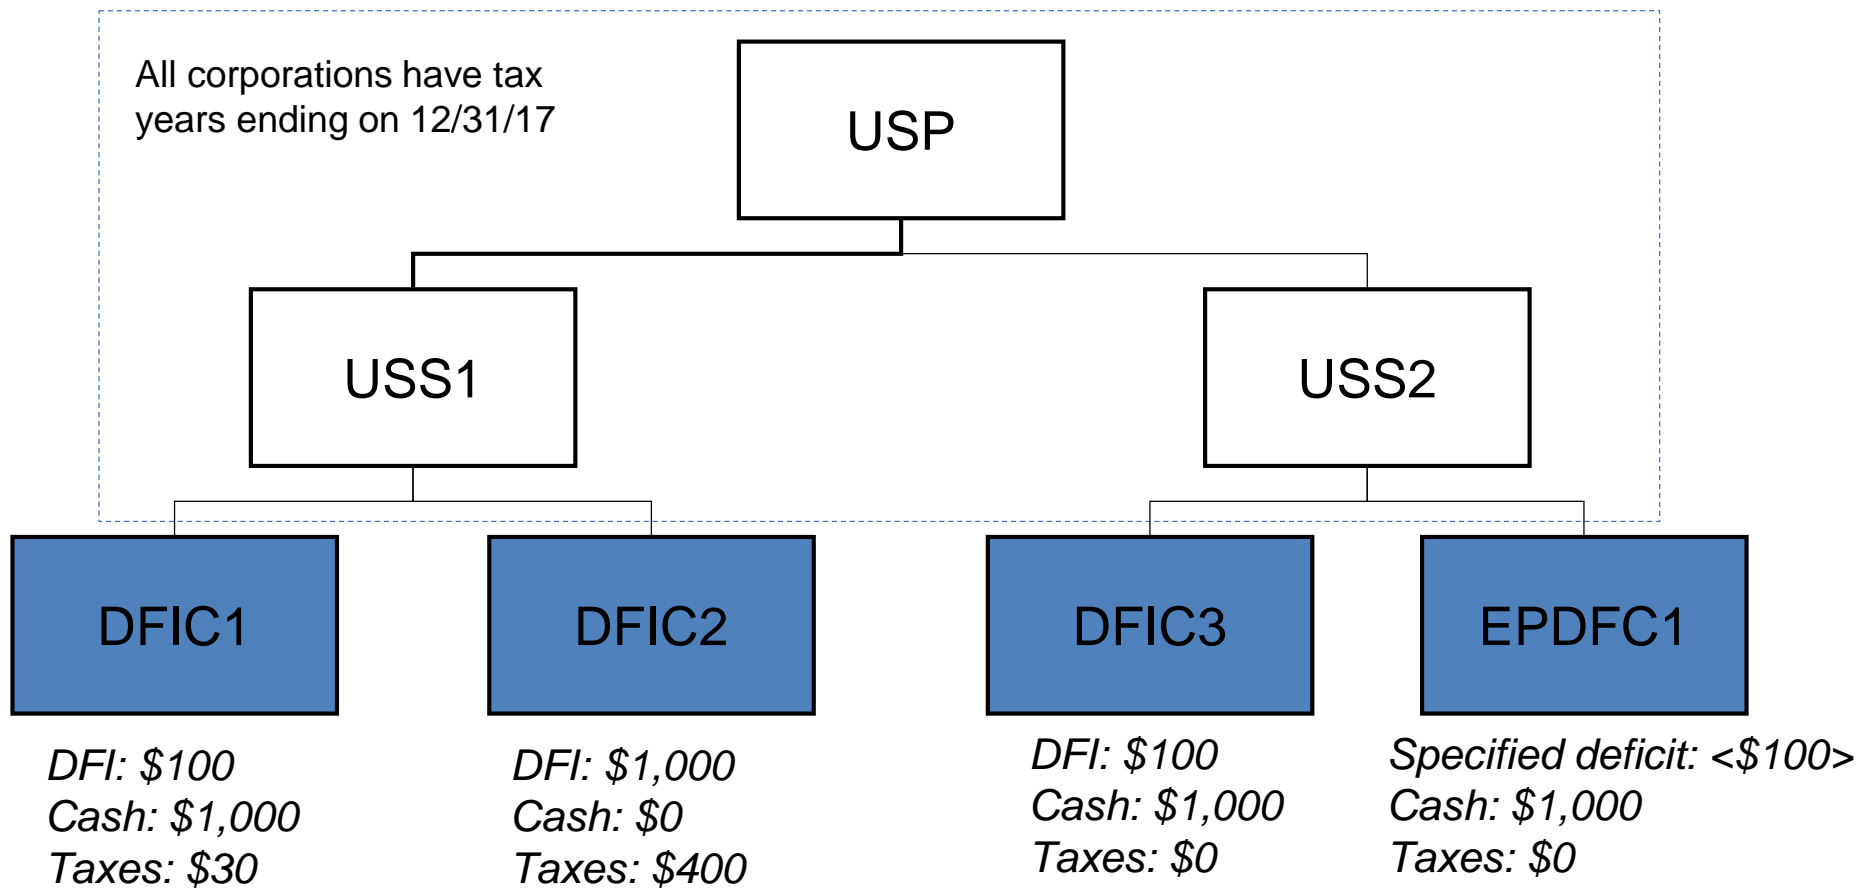 All corporations have tax
years ending on 12/31/17
USP
USS1
USS2
DFIC1
DFIC2
DFIC3
EPDFC1
DFI: $100
Cash: $1,000
Taxes: $30
DFI: $1,000
Cash: $0
Taxes: $400
DFI: $100
Cash: $1,000
Taxes: $0
Specified deficit: <$100>
Cash: $1,000
Taxes: $0